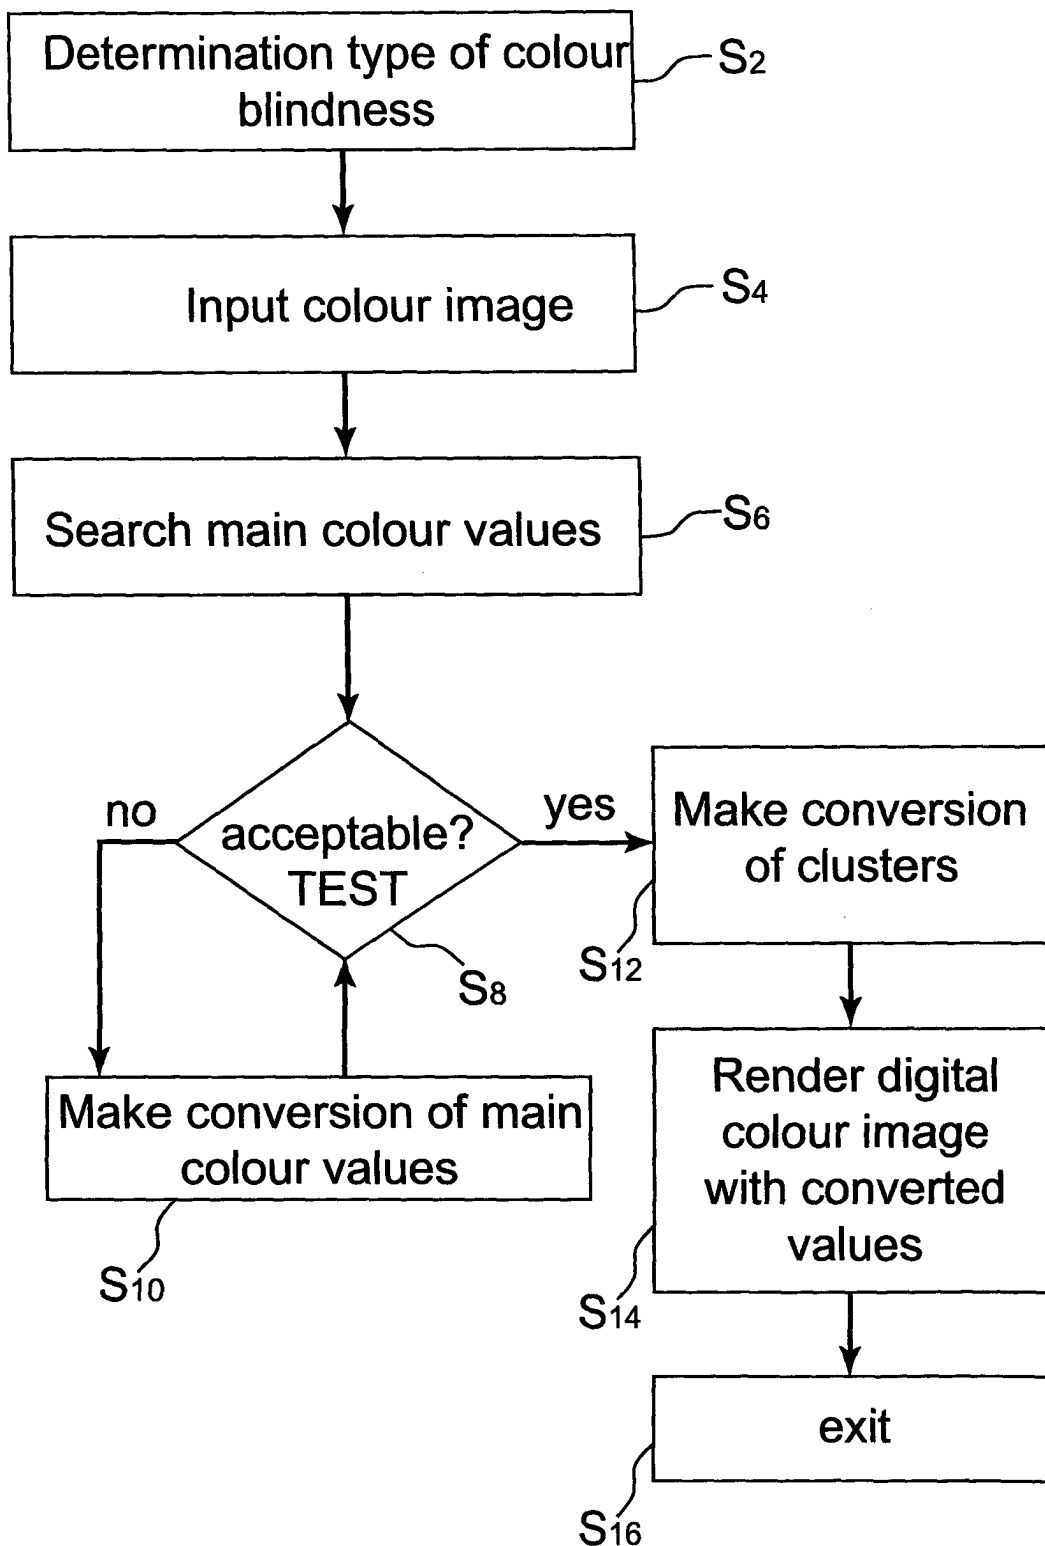 Determination type of colour
blindness
S2
Input colour image
S4
Search main colour values
S6
no
acceptable?
TEST
yes
S8
Make conversion
of clusters
S12
Make conversion of main
colour values
S10
Render digital
colour image
with converted
values
S14
exit
S16